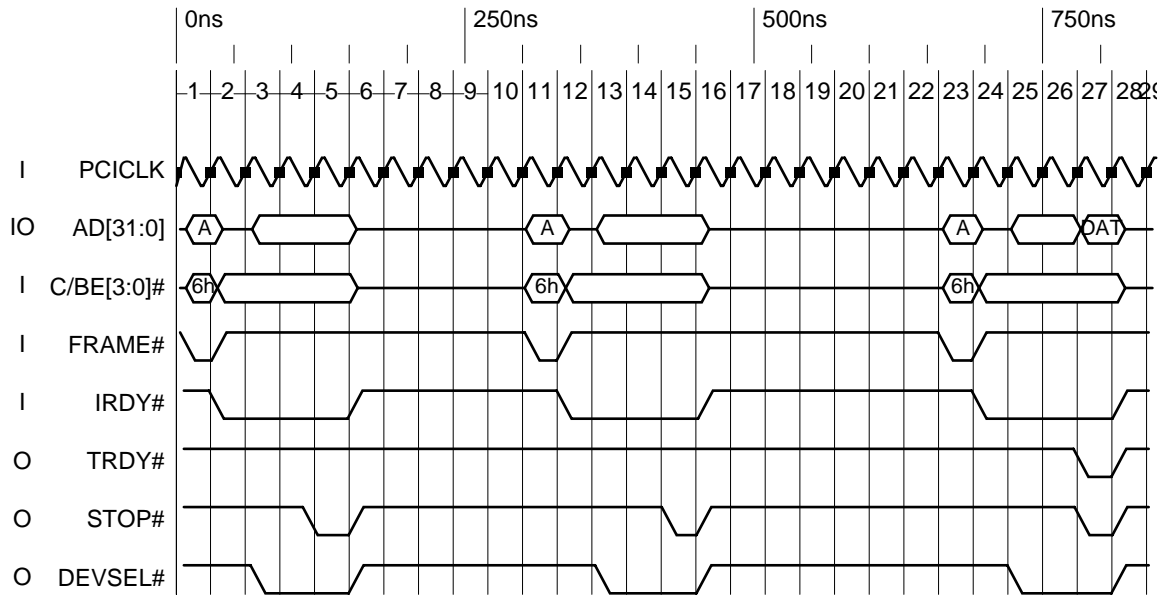 0ns 250ns 500ns 750ns
1 2 3 4 5 6 7 8 9 10 11 12 13 14 15 16 17 18 19 20 21 22 23 24 25 26 27 28 29
I PCICLK
IO AD[31:0] A A A DAT
I C/BE[3:0]# 6h 6h 6h
I FRAME#
I IRDY#
O TRDY#
O STOP#
O DEVSEL#